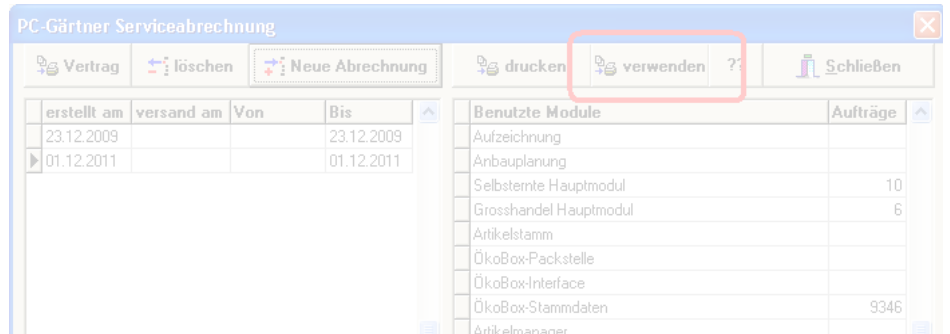 PC-Gärtner Serviceabrechnung
Vertrag löschen Neue Abrechnung drucken verwenden ?? Schließen
erstellt am versand am Von Bis Benutzte Module Aufträge
23.12.2009 23.12.2009 Aufzeichnung
01.12.2011 01.12.2011 Anbauplanung
Selbsternte Hauptmodul 10
Grosshandel Hauptmodul 6
Artikelstamm
ÖkoBox-Packstelle
ÖkoBox-Interface
ÖkoBox-Stammdaten 9346
Artikelmanager